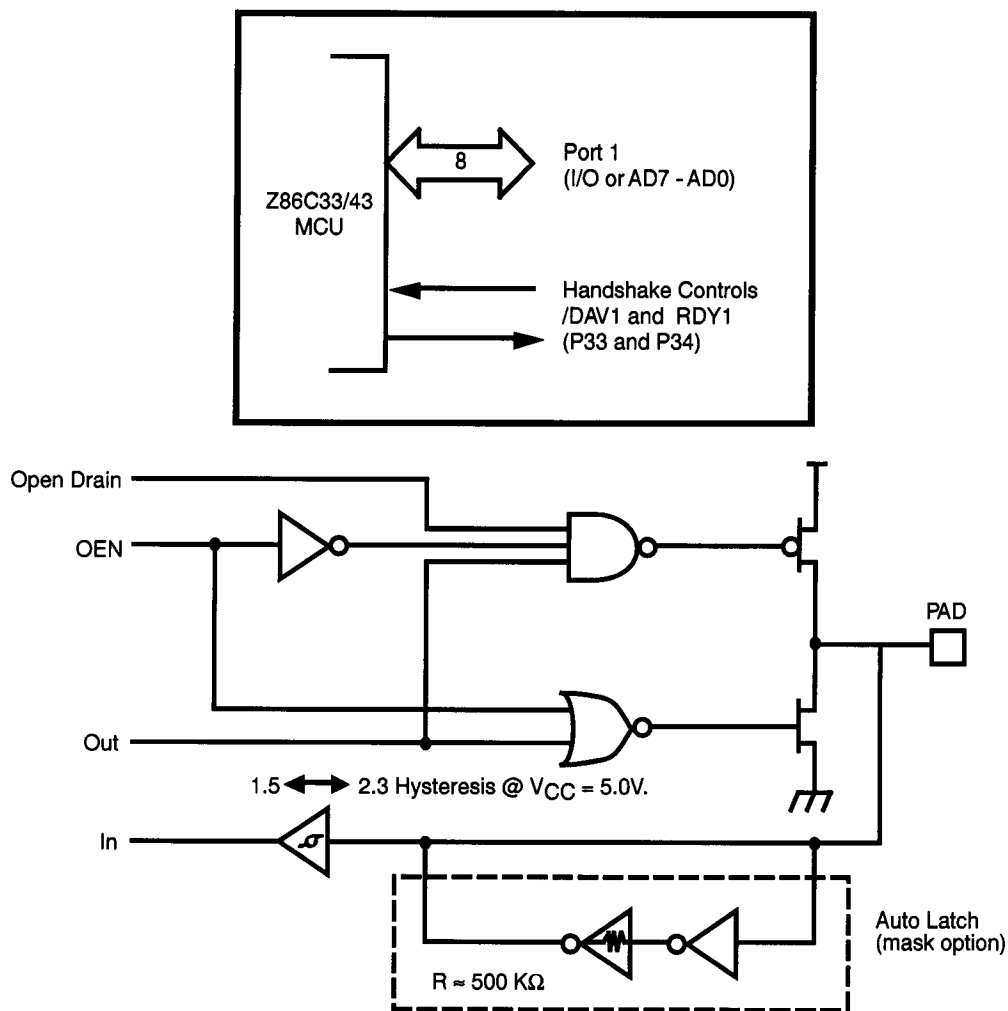 8
Port 1
(I/O or AD7 - AD0)
Z86C33/43
MCU
Handshake Controls
/DAV1 and RDY1
(P33 and P34)
Open Drain
OEN
PAD
Out
1.5 2.3 Hysteresis @ VCC = 5.0V.
In
Auto Latch
(mask option)
R ≈ 500 KΩ